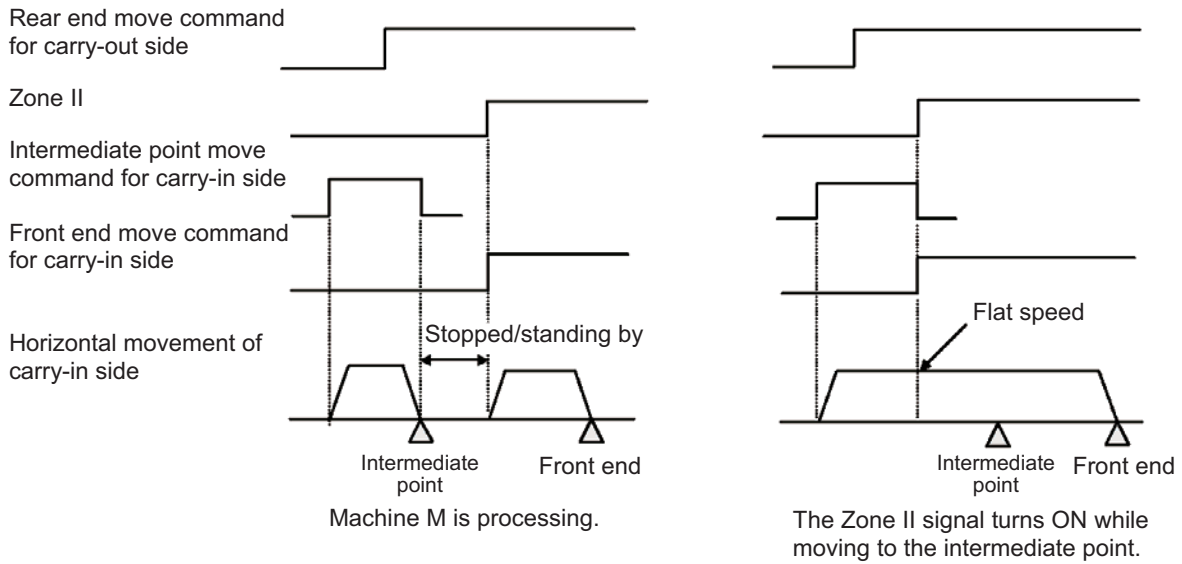 Rear end move command
for carry-out side
Zone II
Intermediate point move
command for carry-in side
Front end move command
for carry-in side
Horizontal movement of
carry-in side
Stopped/standing by
Intermediate
point
Front end
Machine M is processing.
Flat speed
Intermediate
point
Front end
The Zone II signal turns ON while
moving to the intermediate point.